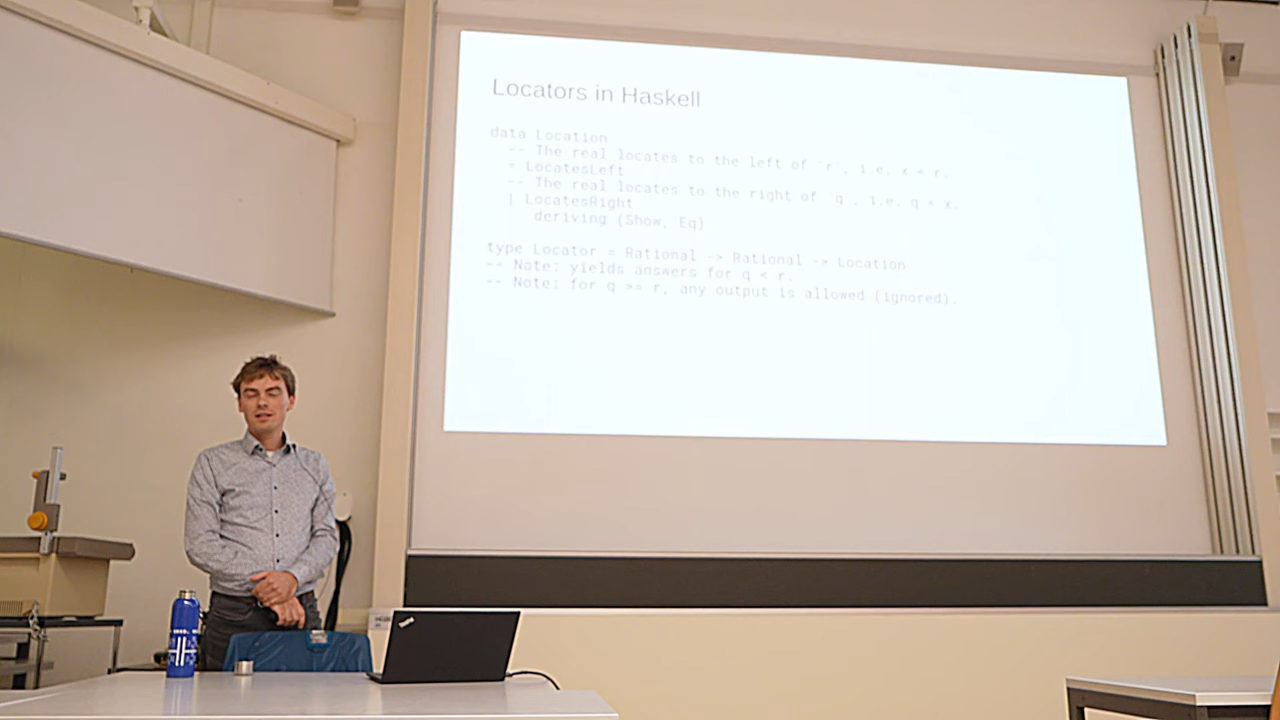 Locators in Haskell
data Location
-- The real locates to the left of `r`, i.e. x < r.
= LocatesLeft
-- The real locates to the right of `q`, i.e. q < x.
| LocatesRight
deriving (Show, Eq)
type Locator = Rational -> Rational -> Location
-- Note: yields answers for q < r.
-- Note: for q >= r, any output is allowed (ignored).
ThinkPad